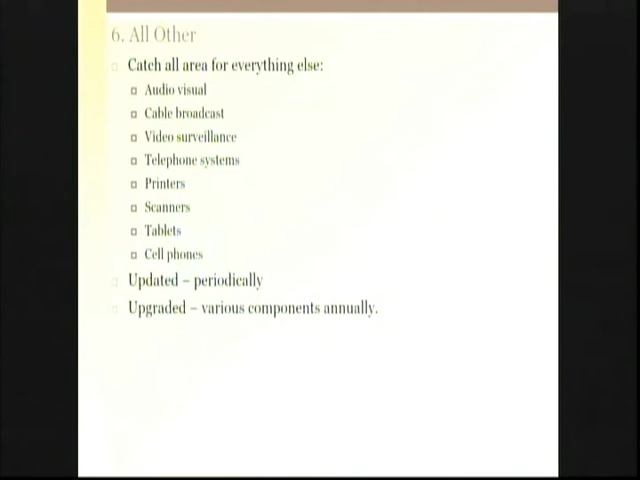 6. All Other
Catch all area for everything else:
Audio visual
Cable broadcast
Video surveillance
Telephone systems
Printers
Scanners
Tablets
Cell phones
Updated – periodically
Upgraded – various components annually.